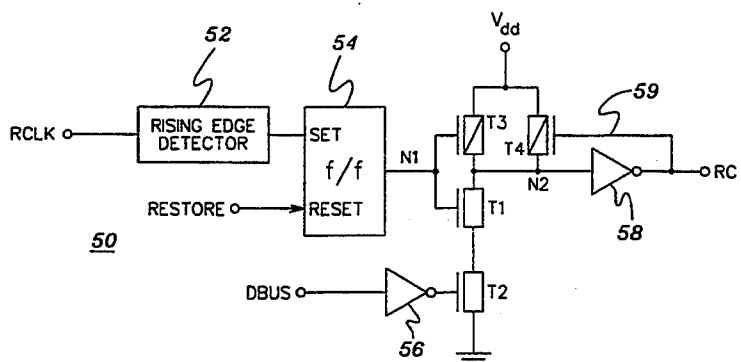 52
54
Vdd
59
RCLK
RISING EDGE
DETECTOR
SET
f/f
N1
T3
T4
N2
RC
58
RESTORE
RESET
T1
50
DBUS
56
T2